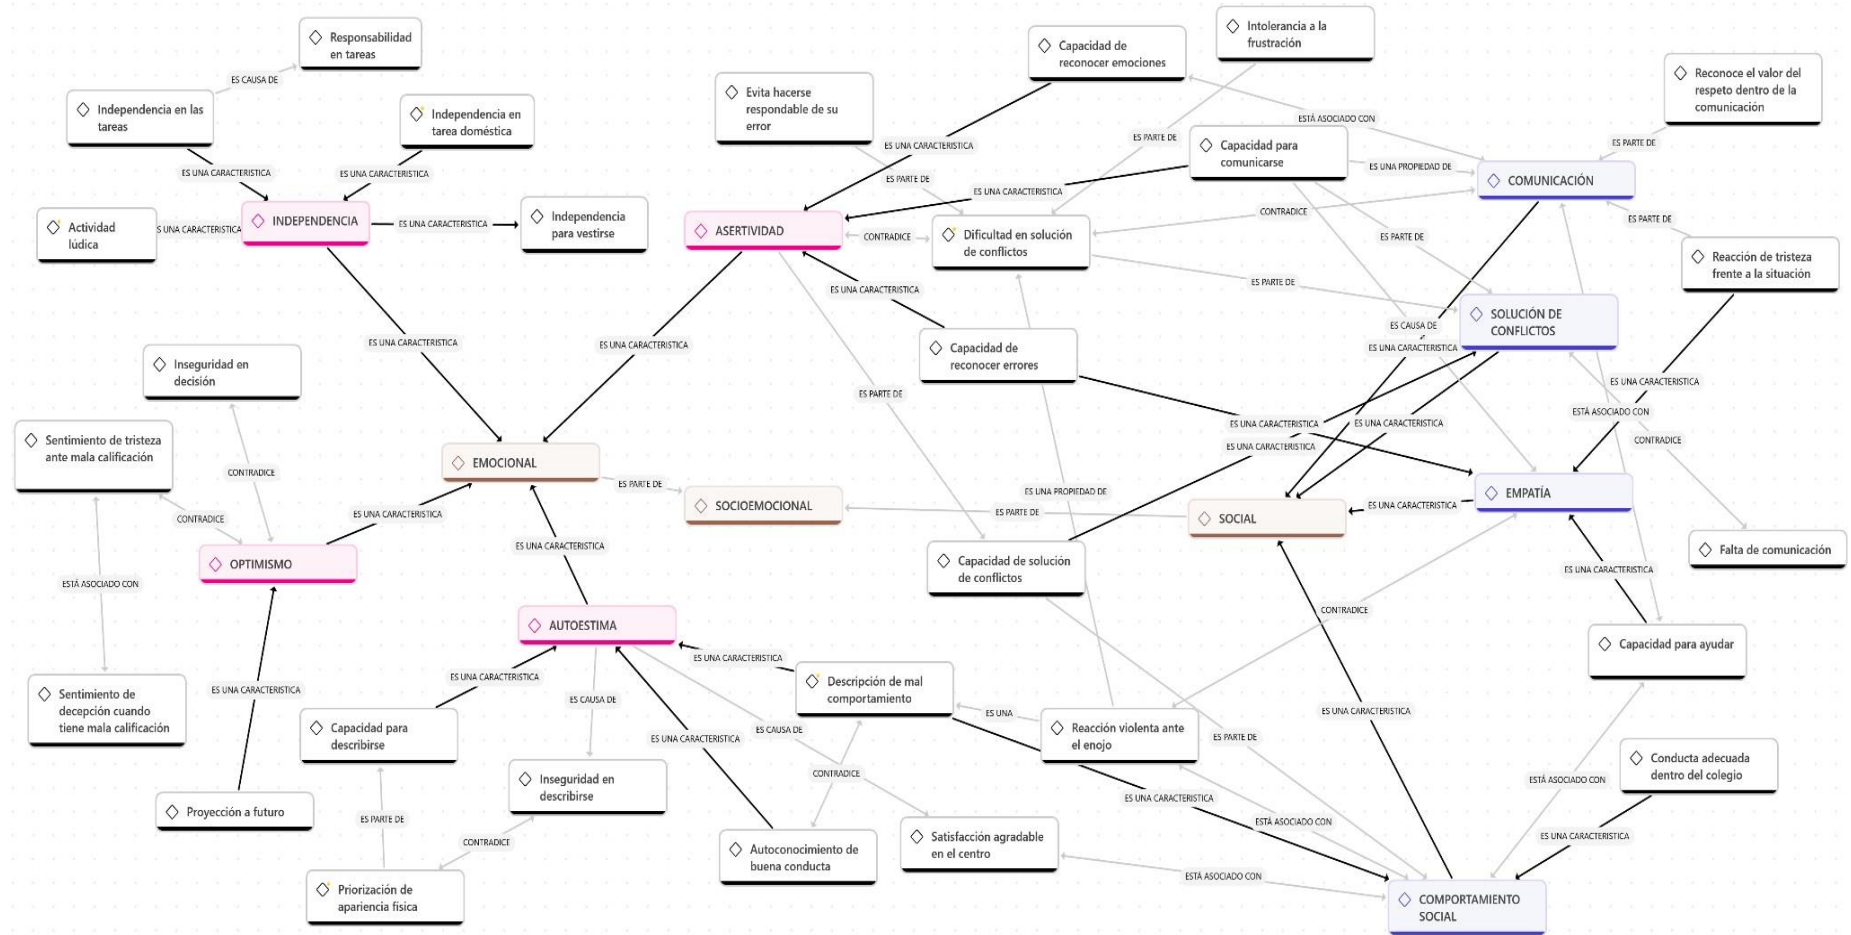 Responsabilidad
en tareas
ES CAUSA DE
Independencia en las
tareas
Independencia en
tarea doméstica
ES UNA CARACTERISTICA
ES UNA CARACTERISTICA
Actividad
lúdica
ES UNA CARACTERISTICA
INDEPENDENCIA
ES UNA CARACTERISTICA
Independencia
para vestirse
ES UNA CARACTERISTICA
Evita hacerse
respondable de su
error
Capacidad de
reconocer emociones
Intolerancia a la
frustración
Reconoce el valor del
respeto dentro de la
comunicación
ES UNA CARACTERISTICA
ES PARTE DE
ES PARTE DE
ESTÁ ASOCIADO CON
Capacidad para
comunicarse
ES UNA PROPIEDAD DE
ES PARTE DE
COMUNICACIÓN
ES UNA CARACTERISTICA
ASERTIVIDAD
CONTRADICE
Dificultad en solución
de conflictos
CONTRADICE
ES PARTE DE
ES PARTE DE
Reacción de tristeza
frente a la situación
ES UNA CARACTERISTICA
ES PARTE DE
SOLUCIÓN DE
CONFLICTOS
ES CAUSA DE
ES UNA CARACTERISTICA
ES UNA CARACTERISTICA
Capacidad de
reconocer errores
ES PARTE DE
ES UNA CARACTERISTICA
ESTÁ ASOCIADO CON
ES UNA CARACTERISTICA
ES UNA CARACTERISTICA
ES UNA CARACTERISTICA
CONTRADICE
Inseguridad en
decisión
Sentimiento de tristeza
ante mala calificación
CONTRADICE
EMOCIONAL
ES PARTE DE
SOCIOEMOCIONAL
ES UNA PROPIEDAD DE
ES PARTE DE
SOCIAL
ES UNA CARACTERISTICA
EMPATÍA
CONTRADICE
ES UNA CARACTERISTICA
OPTIMISMO
ES UNA CARACTERISTICA
ESTÁ ASOCIADO CON
Capacidad de solución
de conflictos
Falta de comunicación
ES UNA CARACTERISTICA
CONTRADICE
AUTOESTIMA
Capacidad para ayudar
ES UNA CARACTERISTICA
ES UNA CARACTERISTICA
ES UNA CARACTERISTICA
Sentimiento de
decepción cuando
tiene mala calificación
Capacidad para
describirse
ES CAUSA DE
ES UNA CARACTERISTICA
ES CAUSA DE
Descripción de mal
comportamiento
ES UNA
Reacción violenta ante
el enojo
ES PARTE DE
ES UNA CARACTERISTICA
Conducta adecuada
dentro del colegio
Inseguridad en
describirse
CONTRADICE
ES UNA CARACTERISTICA
ESTÁ ASOCIADO CON
Proyección a futuro
ES PARTE DE
CONTRADICE
Autoconocimiento de
buena conducta
Satisfacción agradable
en el centro
ESTÁ ASOCIADO CON
ES UNA CARACTERISTICA
ESTÁ ASOCIADO CON
Priorización de
apariencia física
COMPORTAMIENTO
SOCIAL